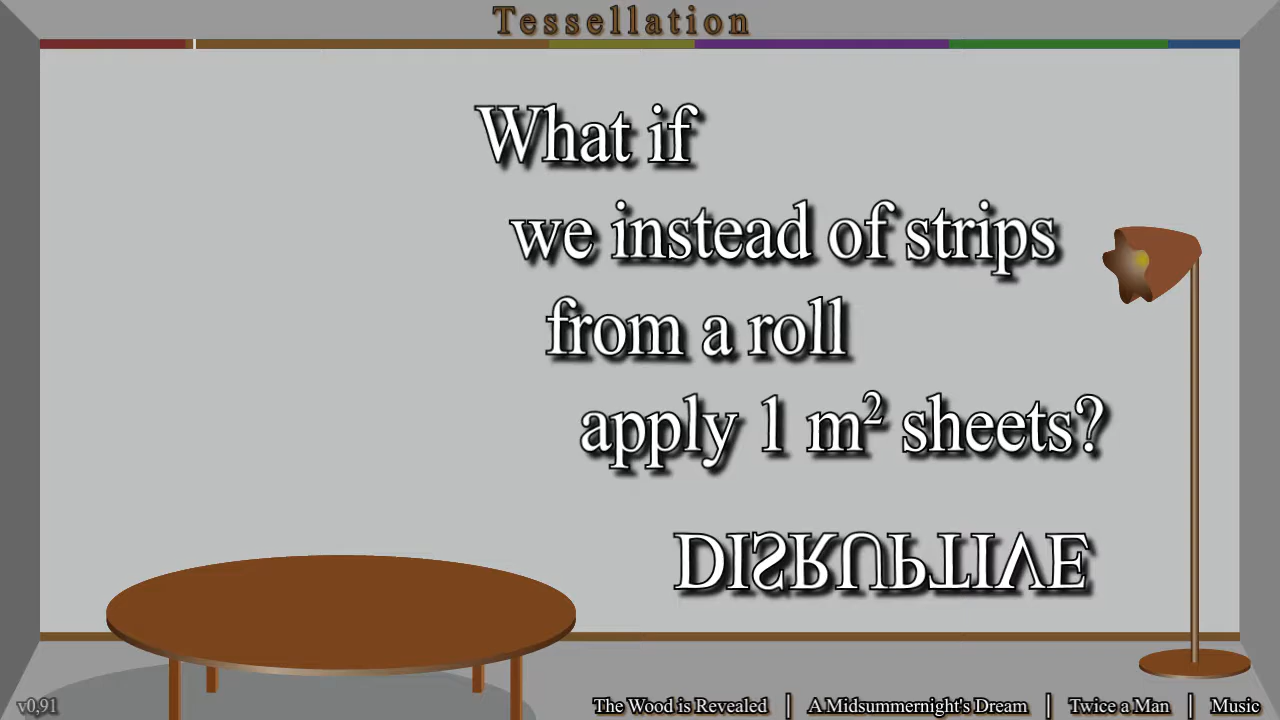 Tessellation
What if
we instead of strips
from a roll
apply 1 m² sheets?
DISRUPTIVE
v0,91
The Wood is Revealed | A Midsummernight's Dream | Twice a Man | Music